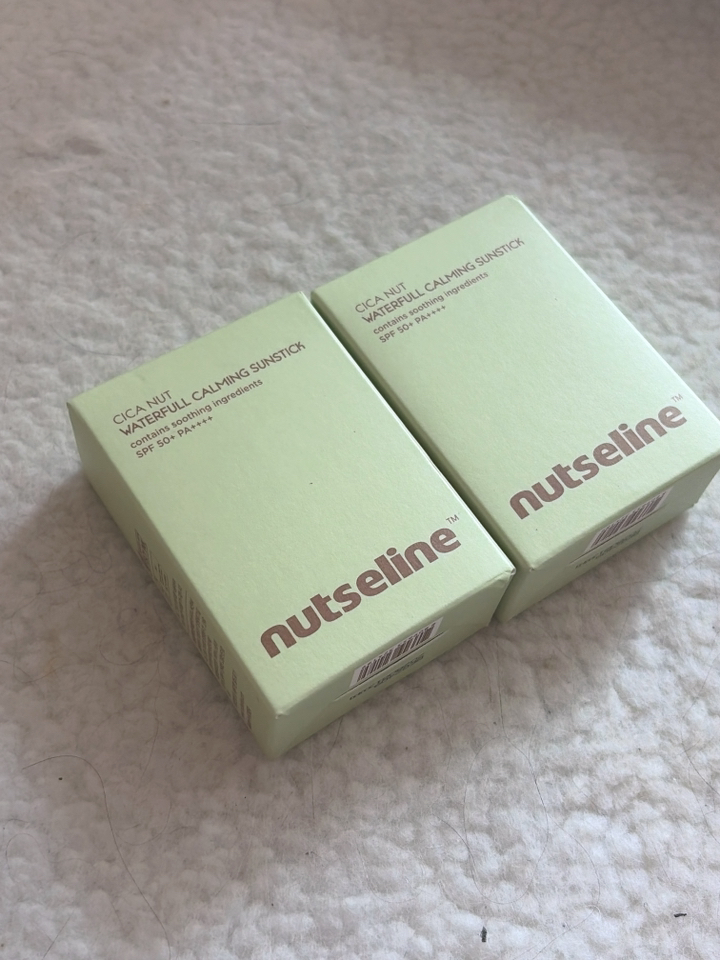 CICA NUT
WATERFULL CALMING SUNSTICK
contains soothing ingredients
SPF 50+ PA++++
nutseline™
CICA NUT
WATERFULL CALMING SUNSTICK
contains soothing ingredients
SPF 50+ PA++++
nutseline™